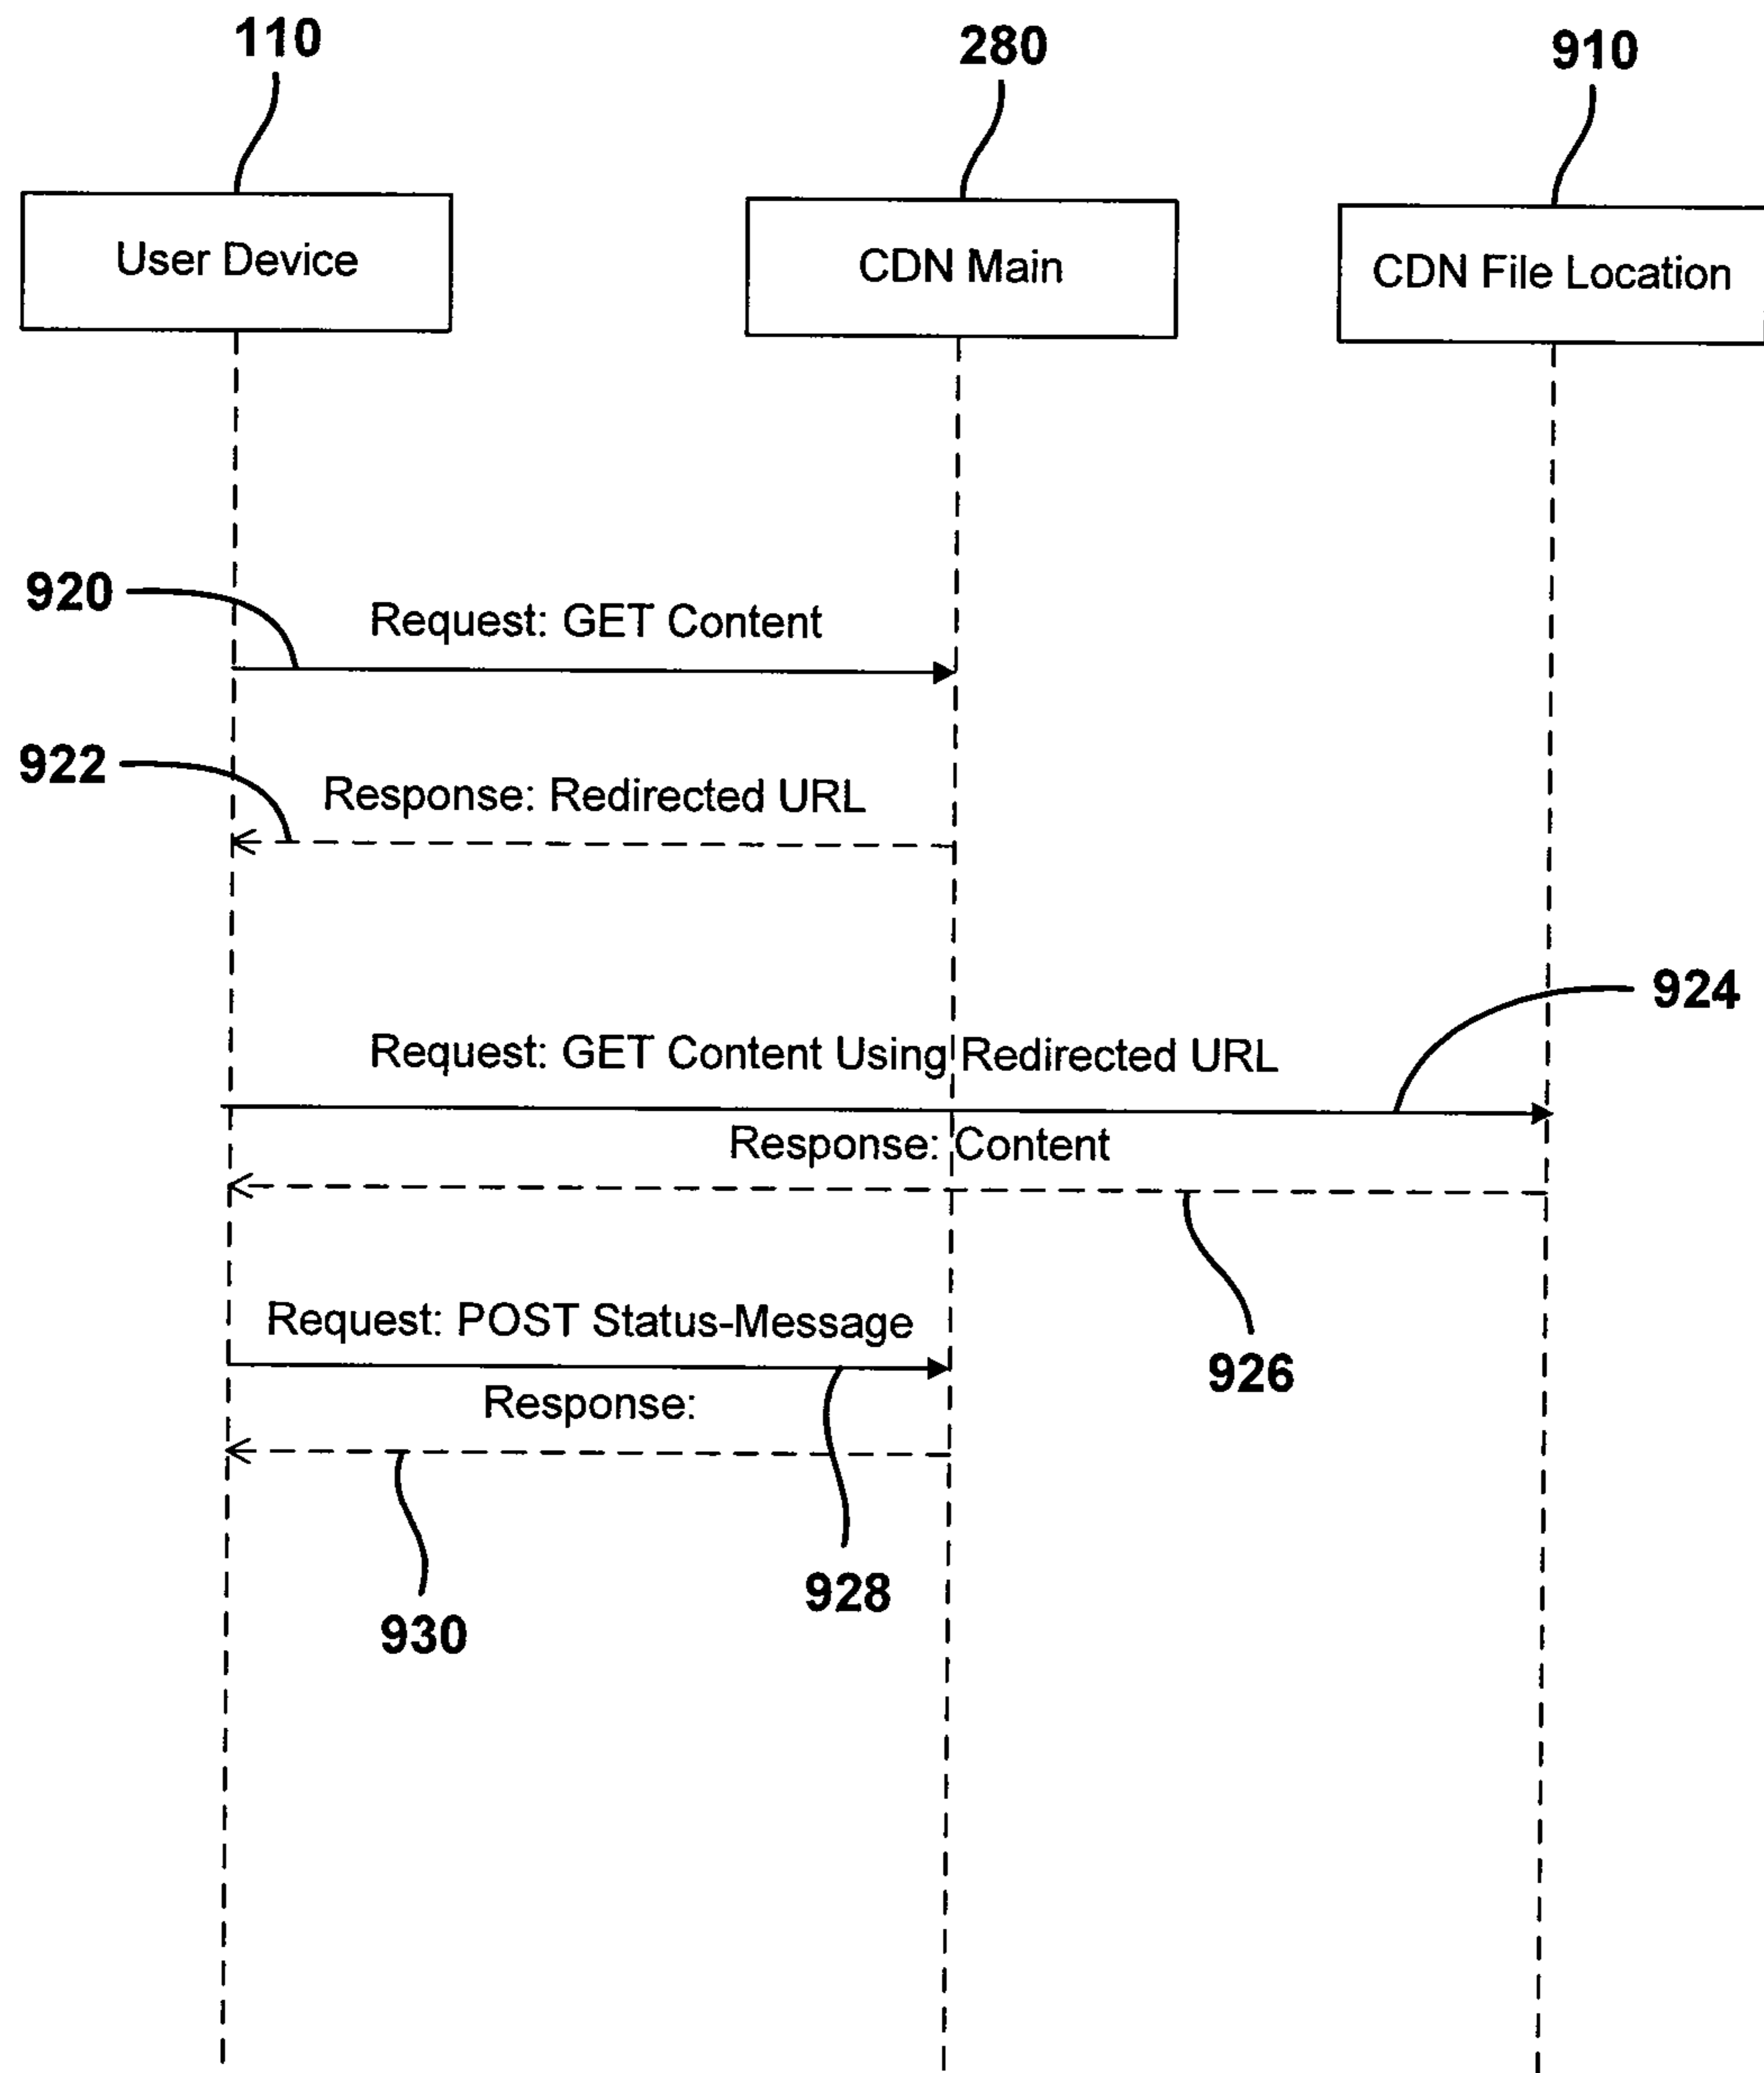 110
280
910
User Device
CDN Main
CDN File Location
920
Request: GET Content
922
Response: Redirected URL
924
Request: GET Content Using Redirected URL
Response: Content
Request: POST Status-Message
926
Response:
928
930